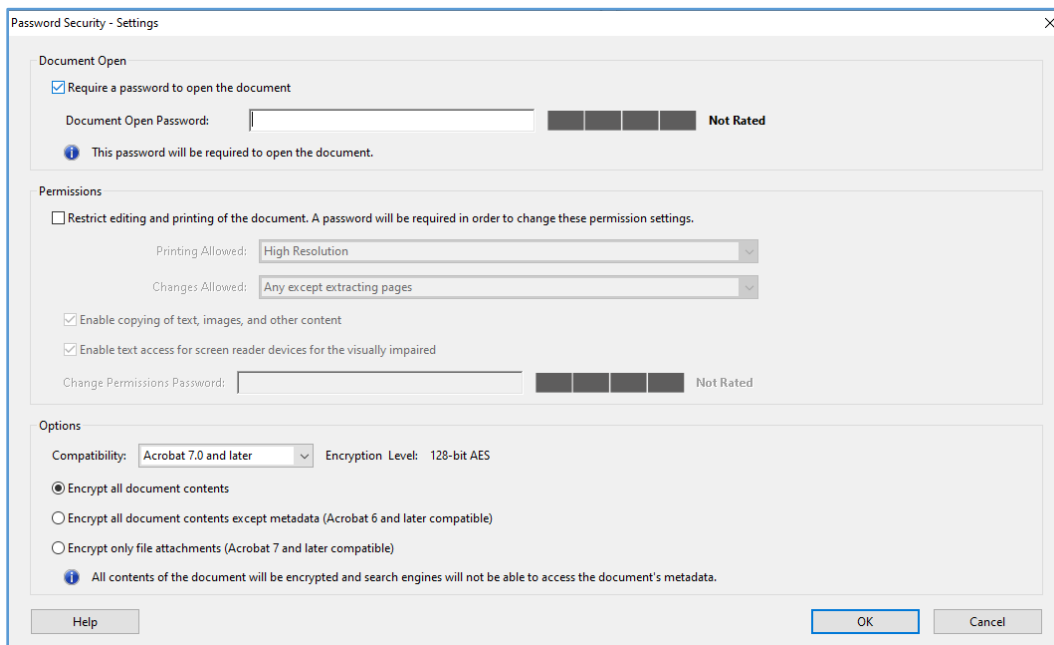 Password Security - Settings
Document Open
Require a password to open the document
Document Open Password: Not Rated
This password will be required to open the document.
Permissions
Restrict editing and printing of the document. A password will be required in order to change these permission settings.
Printing Allowed: High Resolution
Changes Allowed: Any except extracting pages
Enable copying of text, images, and other content
Enable text access for screen reader devices for the visually impaired
Change Permissions Password: Not Rated
Options
Compatibility: Acrobat 7.0 and later Encryption Level: 128-bit AES
Encrypt all document contents
Encrypt all document contents except metadata (Acrobat 6 and later compatible)
Encrypt only file attachments (Acrobat 7 and later compatible)
All contents of the document will be encrypted and search engines will not be able to access the document's metadata.
Help OK Cancel